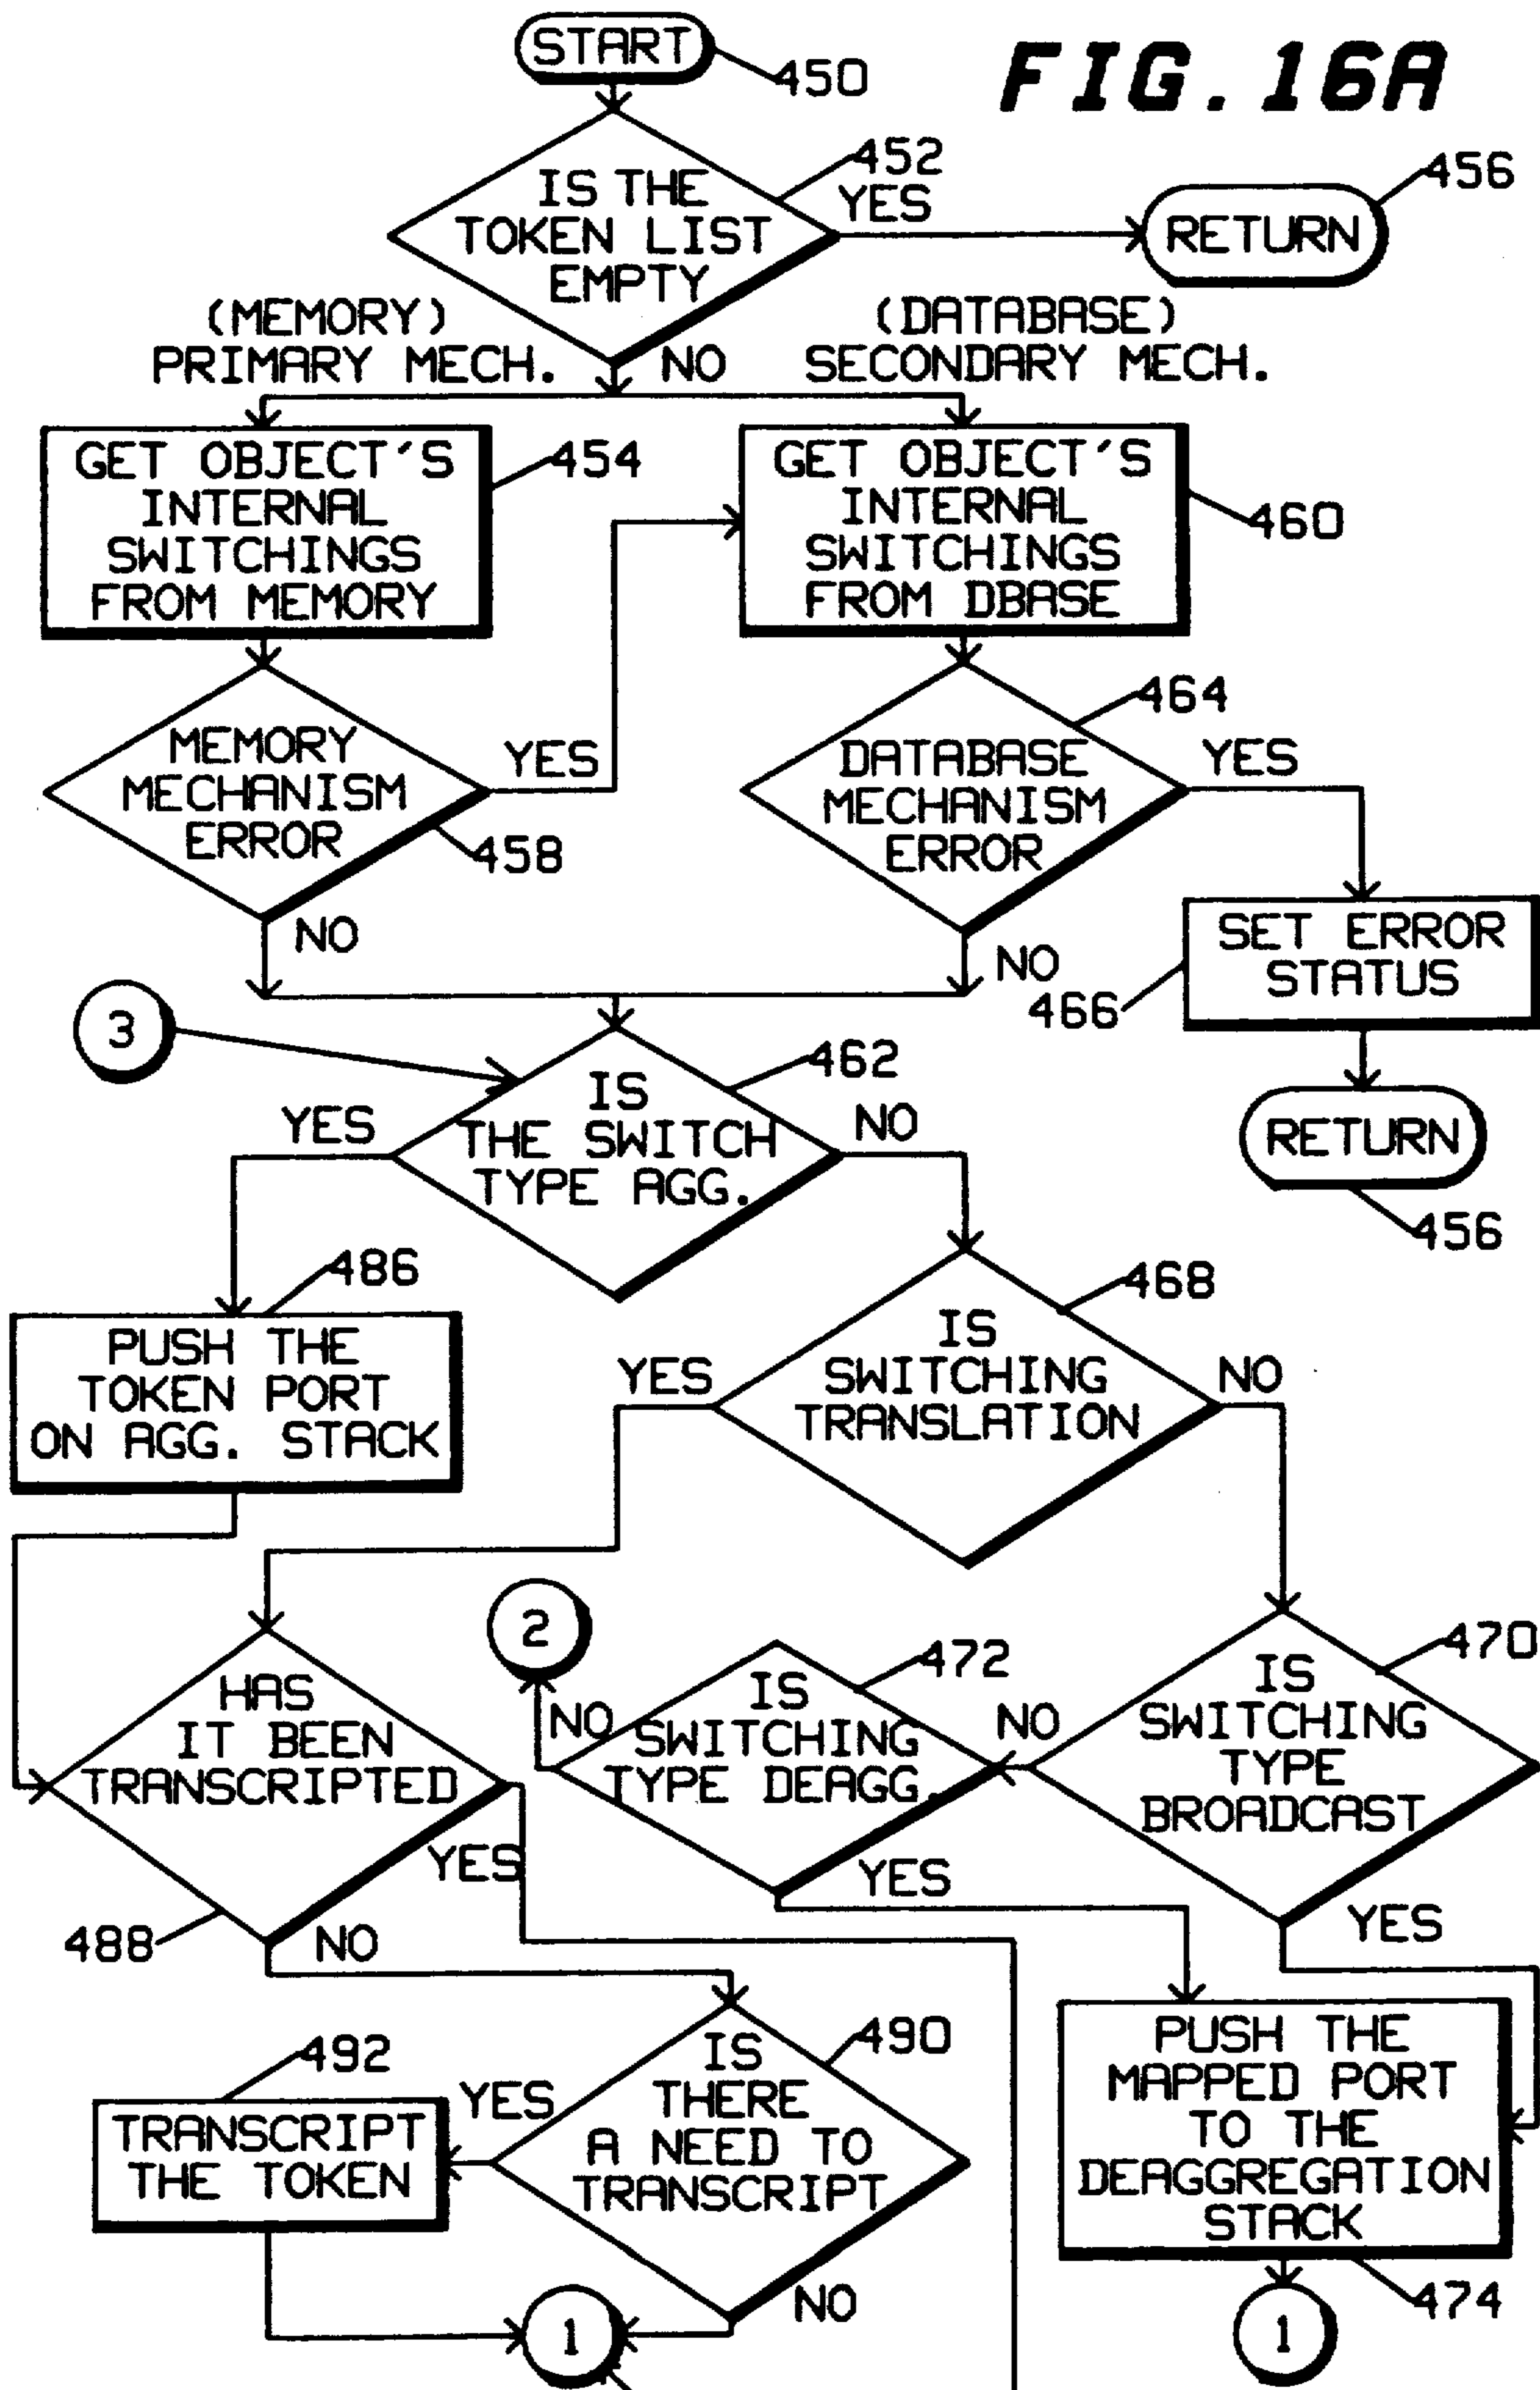 START
450
FIG. 16A
IS THE
TOKEN LIST
EMPTY
452
YES
RETURN
456
(MEMORY)
PRIMARY MECH.
NO
(DATABASE)
SECONDARY MECH.
GET OBJECT'S
INTERNAL
SWITCHINGS
FROM MEMORY
454
GET OBJECT'S
INTERNAL
SWITCHINGS
FROM DBASE
460
MEMORY
MECHANISM
ERROR
YES
458
NO
464
DATABASE
MECHANISM
ERROR
YES
NO
SET ERROR
STATUS
466
RETURN
456
3
462
IS
THE SWITCH
TYPE AGG.
YES
NO
486
PUSH THE
TOKEN PORT
ON AGG. STACK
468
IS
SWITCHING
TRANSLATION
YES
NO
2
472
IS
SWITCHING
TYPE DEAGG.
NO
NO
YES
470
IS
SWITCHING
TYPE
BROADCAST
YES
HAS
IT BEEN
TRANSCRIPTED
YES
488
NO
492
TRANSCRIPT
THE TOKEN
YES
490
IS
THERE
A NEED TO
TRANSCRIPT
NO
1
PUSH THE
MAPPED PORT
TO THE
DEAGGREGATION
STACK
474
1